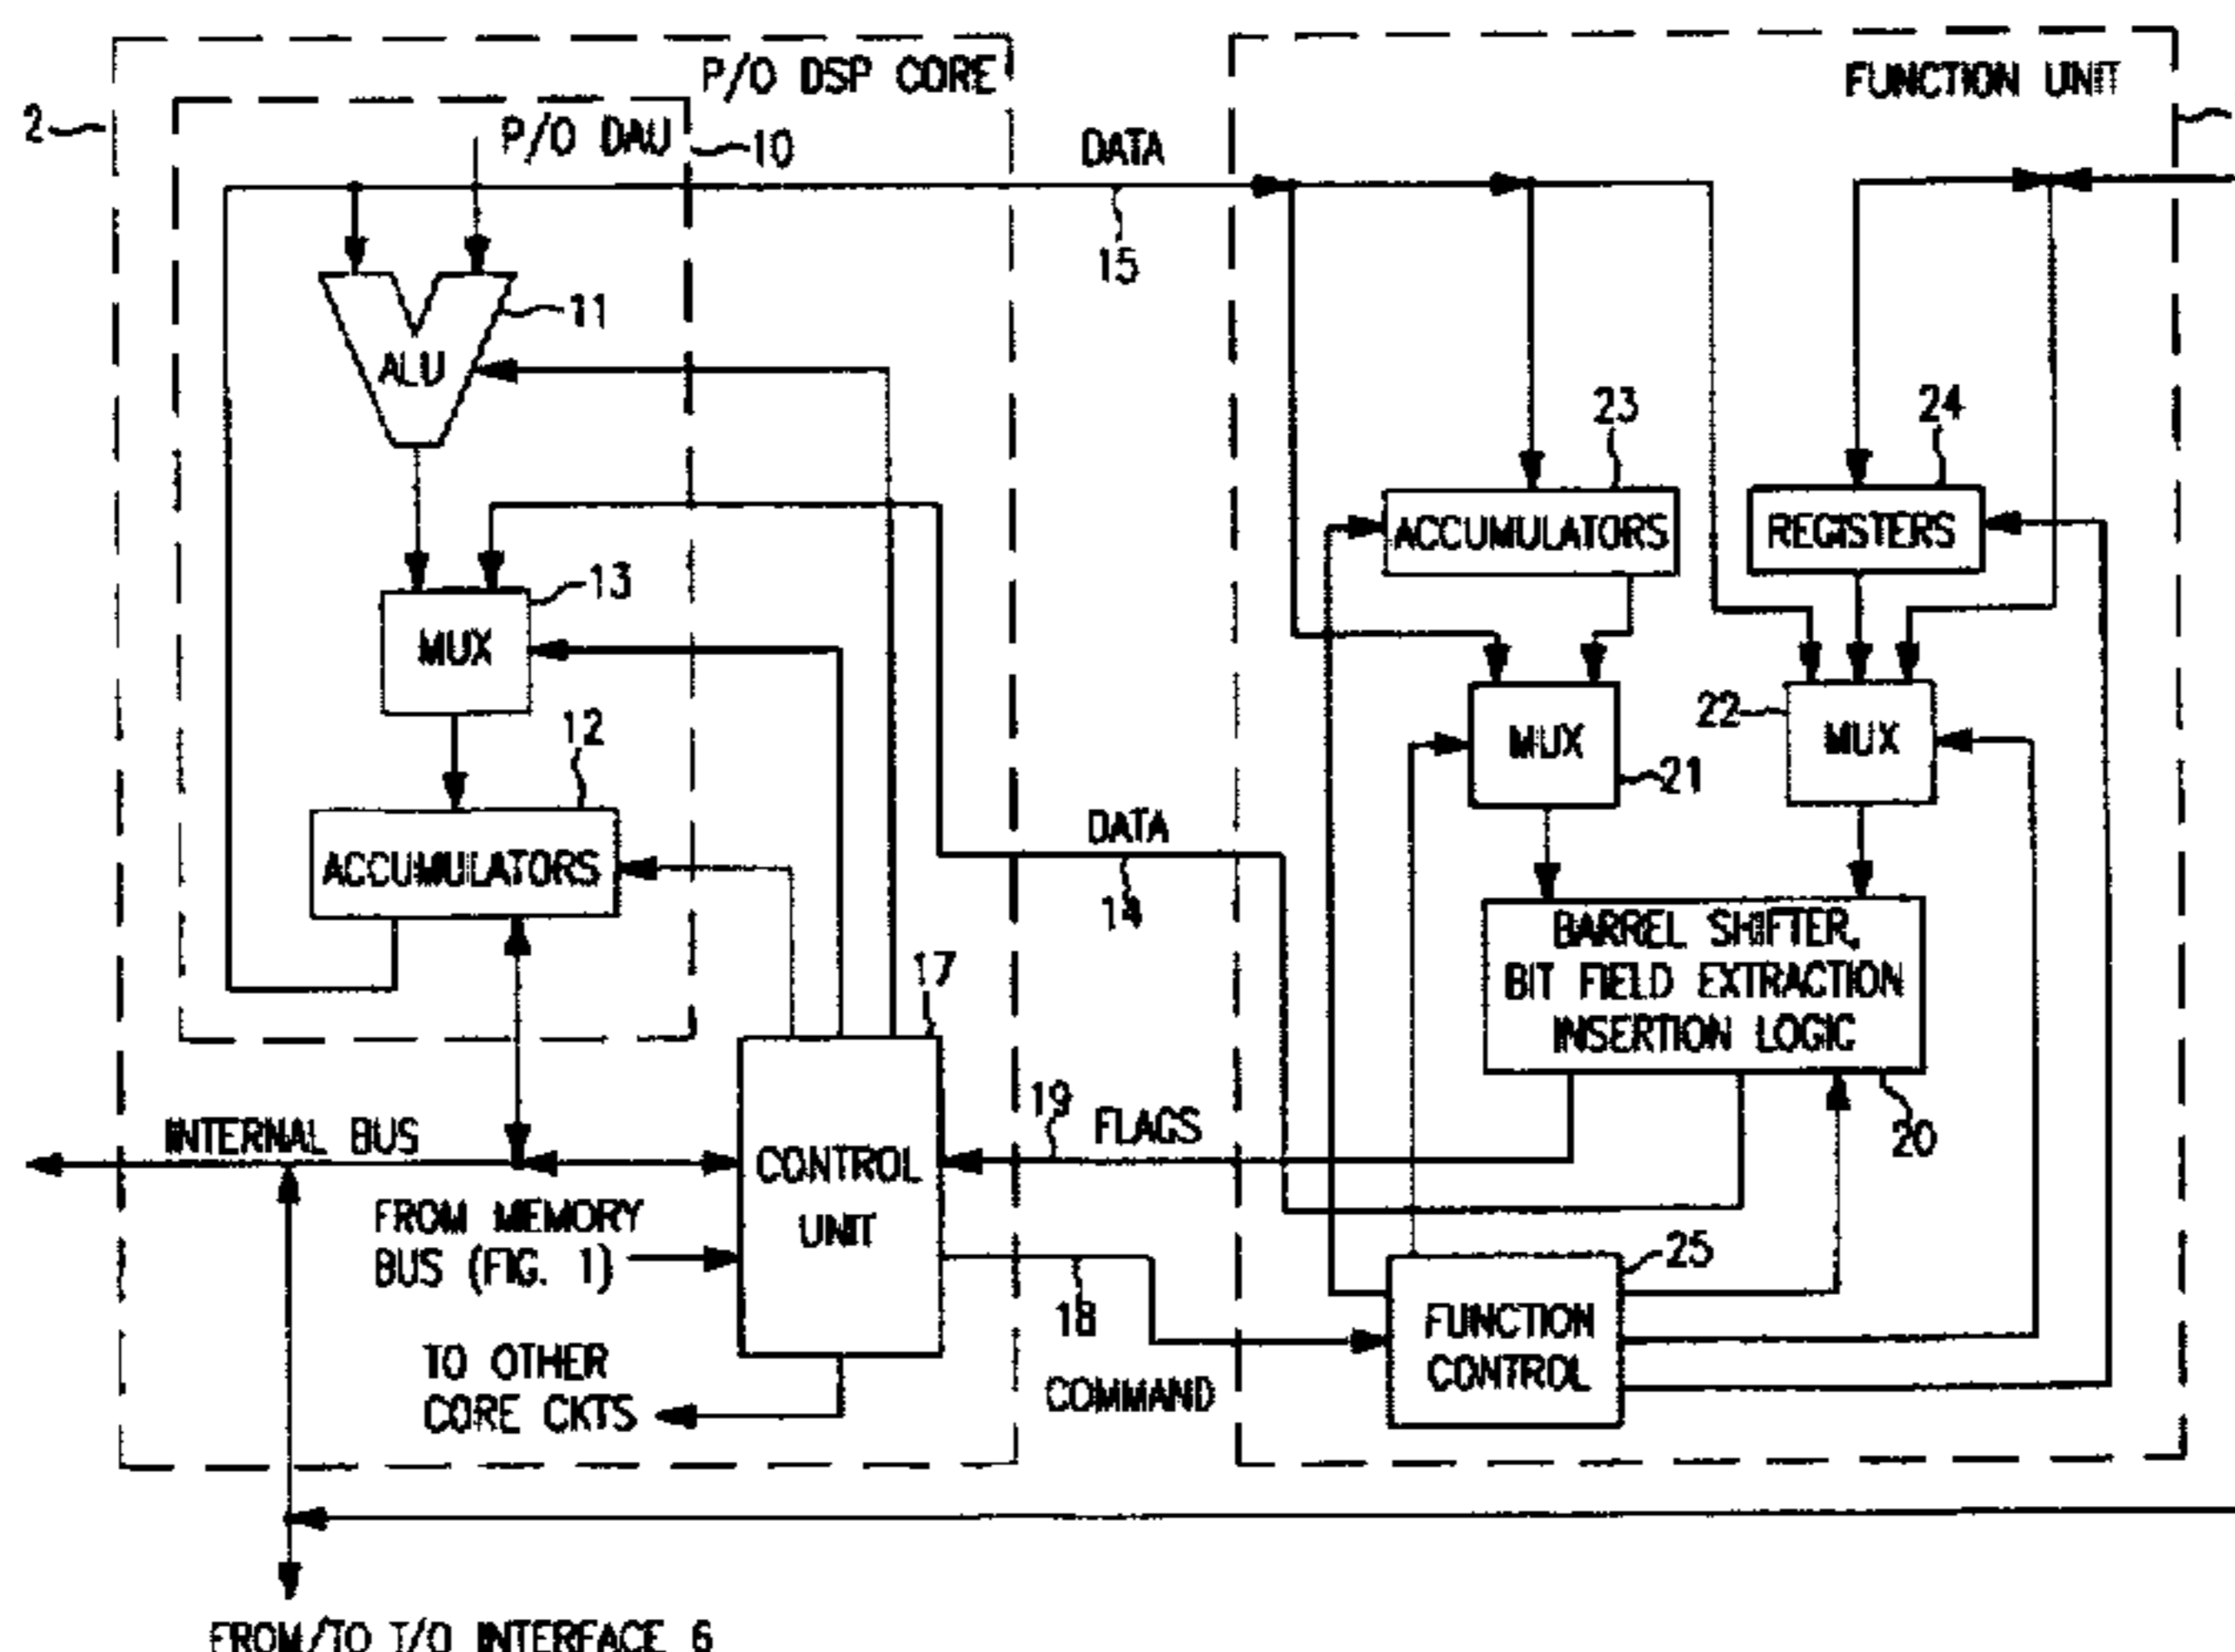 P/O DSP CORE
FUNCTION UNIT
2
P/O DAU
10
DATA
15
11
ALU
23
24
ACCUMULATORS
REGISTERS
13
MUX
12
22
MUX
MUX
21
DATA
ACCUMULATORS
14
BARREL SHIFTER,
BIT FIELD EXTRACTION
INSERTION LOGIC
17
19
FLAGS
20
INTERNAL BUS
CONTROL
UNIT
FROM MEMORY
BUS (FIG. 1)
25
18
FUNCTION
CONTROL
TO OTHER
CORE CKTS
COMMAND
FROM/TO I/O INTERFACE 6